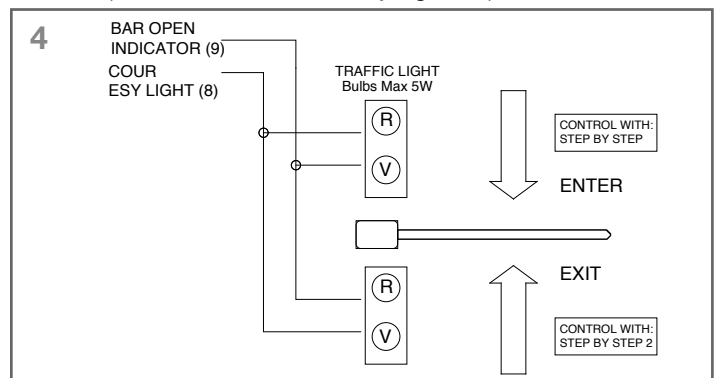 4
BAR OPEN
INDICATOR (9)
COUR
ESY LIGHT (8)
TRAFFIC LIGHT
Bulbs Max 5W
R
V
CONTROL WITH:
STEP BY STEP
ENTER
R
V
EXIT
CONTROL WITH:
STEP BY STEP 2